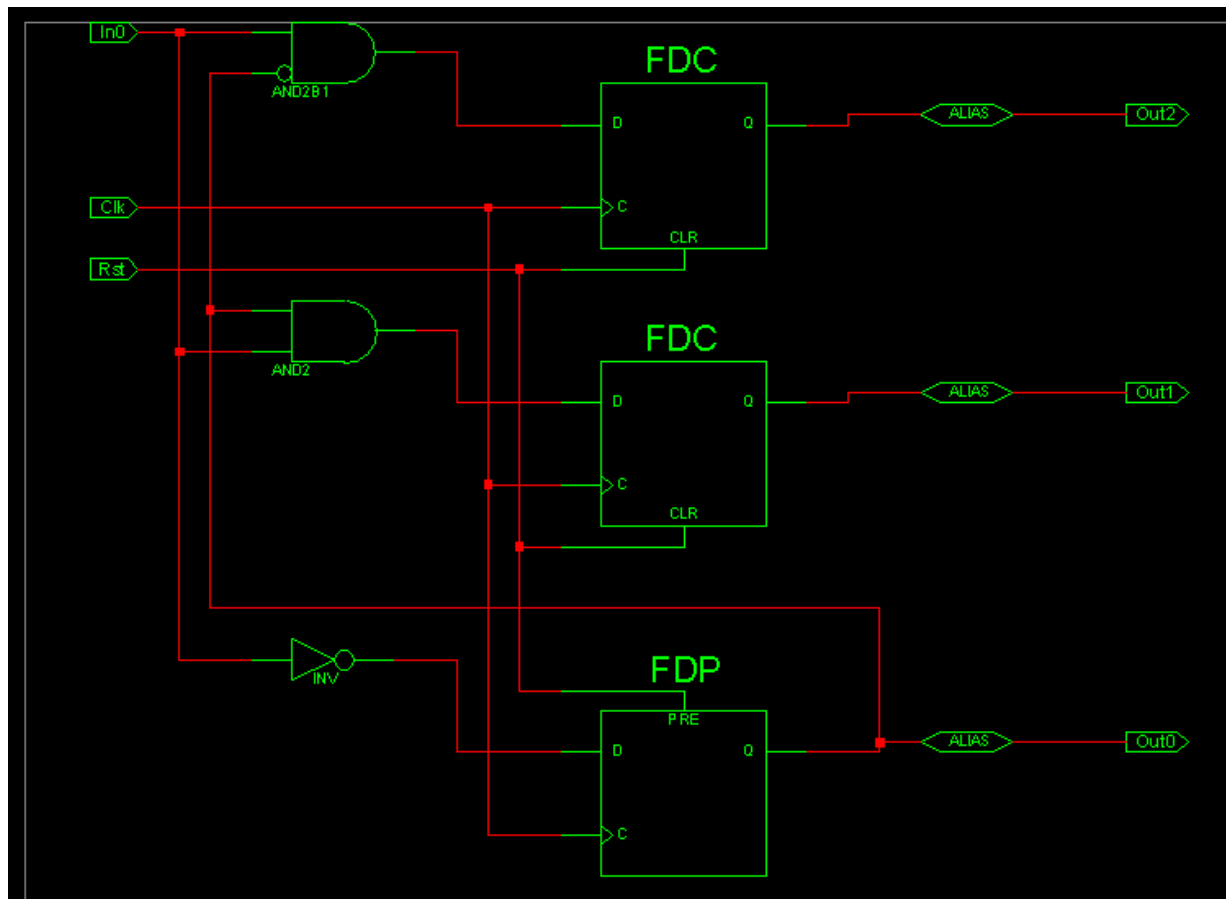 In0
AND2B1
FDC
D
Q
ALIAS
Out2
Clk
C
CLR
Rst
AND2
FDC
D
Q
ALIAS
Out1
C
CLR
INV
FDP
PRE
D
Q
ALIAS
Out0
C